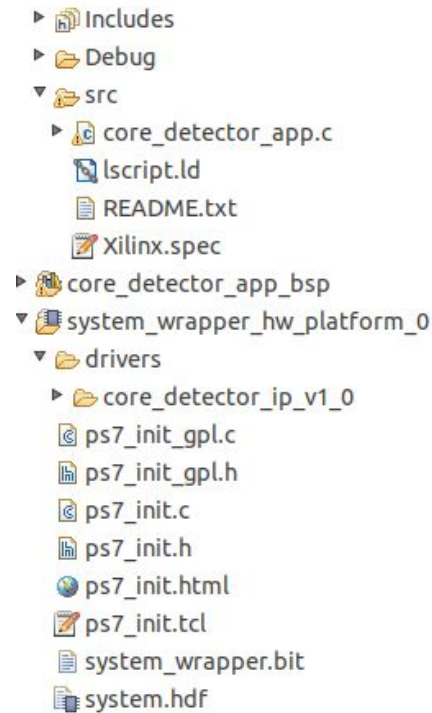 Includes
Debug
src
core_detector_app.c
lscript.ld
README.txt
Xilinx.spec
core_detector_app_bsp
system_wrapper_hw_platform_0
drivers
core_detector_ip_v1_0
ps7_init_gpl.c
ps7_init_gpl.h
ps7_init.c
ps7_init.h
ps7_init.html
ps7_init.tcl
system_wrapper.bit
system.hdf